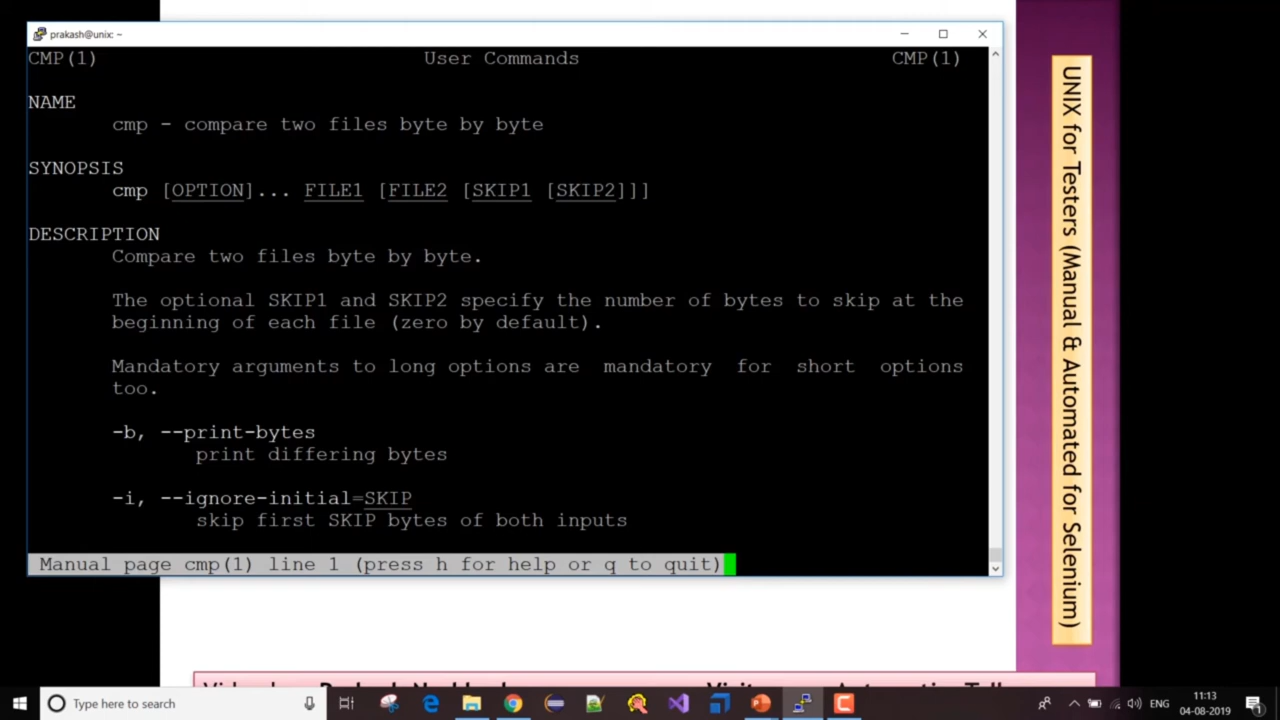 prakash@unix: ~
CMP(1) User Commands CMP(1)
NAME
cmp - compare two files byte by byte
SYNOPSIS
cmp [OPTION]... FILE1 [FILE2 [SKIP1 [SKIP2]]]
DESCRIPTION
Compare two files byte by byte.
The optional SKIP1 and SKIP2 specify the number of bytes to skip at the
beginning of each file (zero by default).
Mandatory arguments to long options are mandatory for short options
too.
-b, --print-bytes
print differing bytes
-i, --ignore-initial=SKIP
skip first SKIP bytes of both inputs
Manual page cmp(1) line 1 (press h for help or q to quit)
UNIX for Testers (Manual & Automated for Selenium)
Type here to search
ENG
11:13
04-08-2019
1